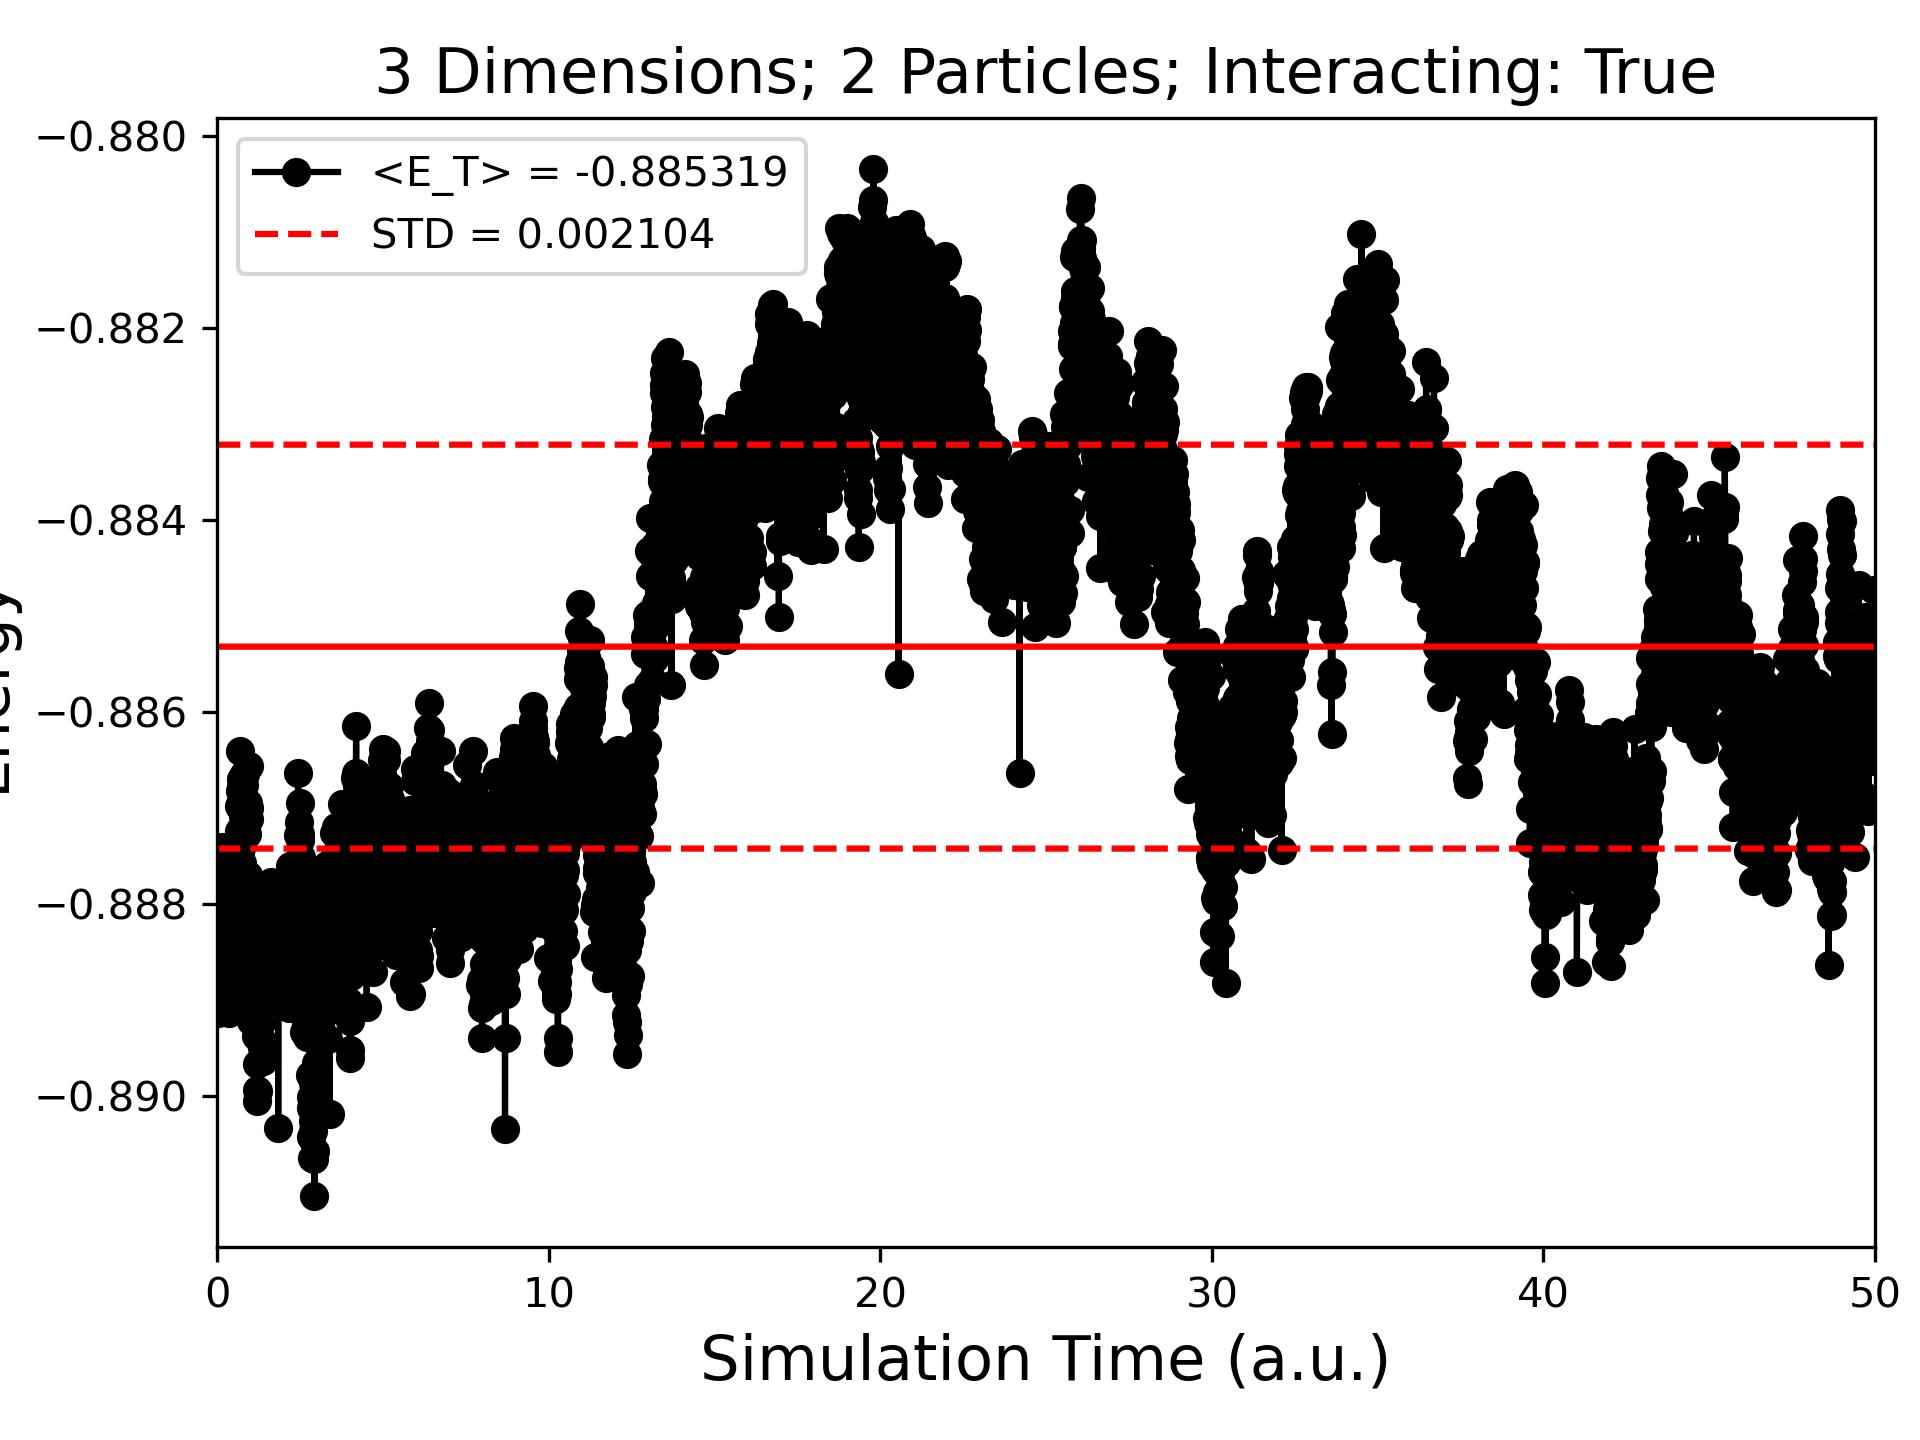 3 Dimensions; 2 Particles; Interacting: True
<E_T> = -0.885319
STD = 0.002104
−0.880
−0.882
−0.884
−0.886
−0.888
−0.890
Energy
0 10 20 30 40 50
Simulation Time (a.u.)